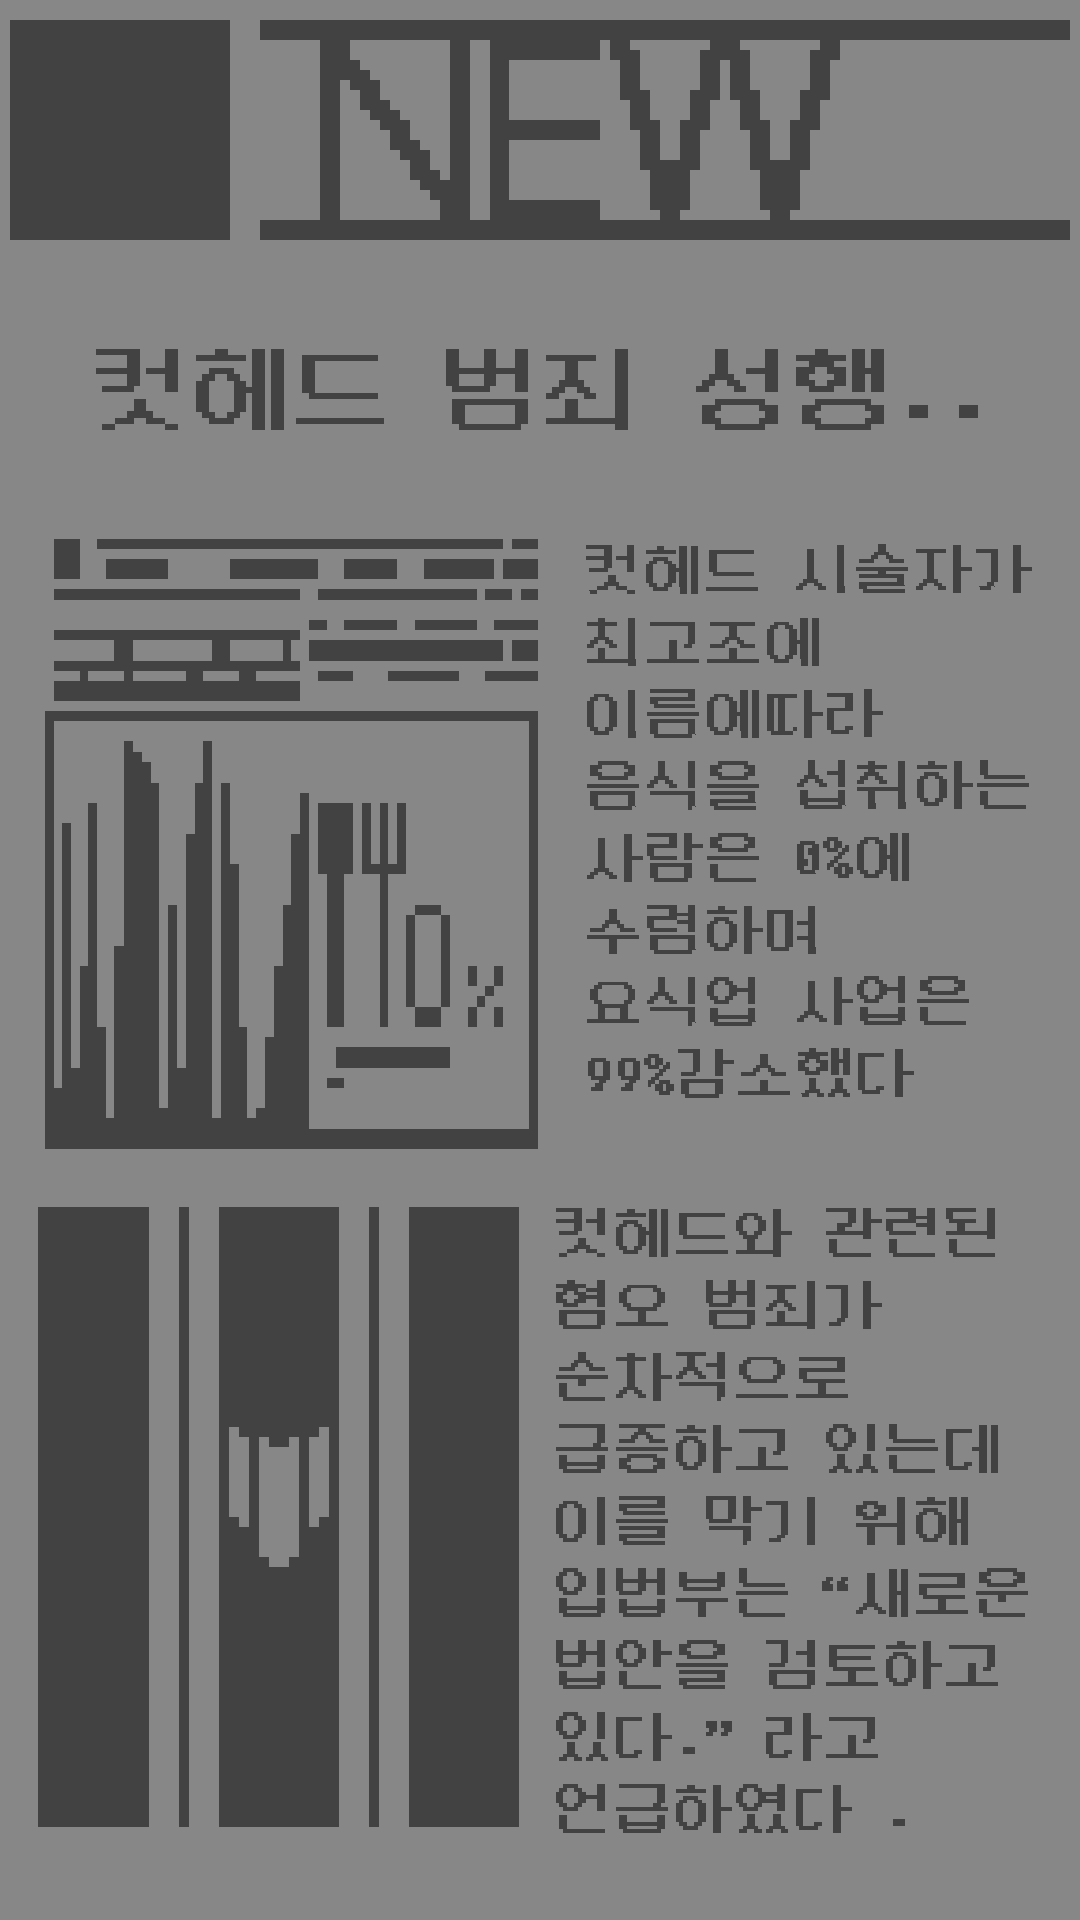 NEW
컷헤드 범죄 성행..
컷헤드 시술자가
최고조에
이름에따라
음식을 섭취하는
사람은 0%에
수렴하며
요식업 사업은
99%감소했다
0%
컷헤드와 관련된
혐오 범죄가
순차적으로
급증하고 있는데
이를 막기 위해
입법부는 “새로운
법안을 검토하고
있다.” 라고
언급하였다 .